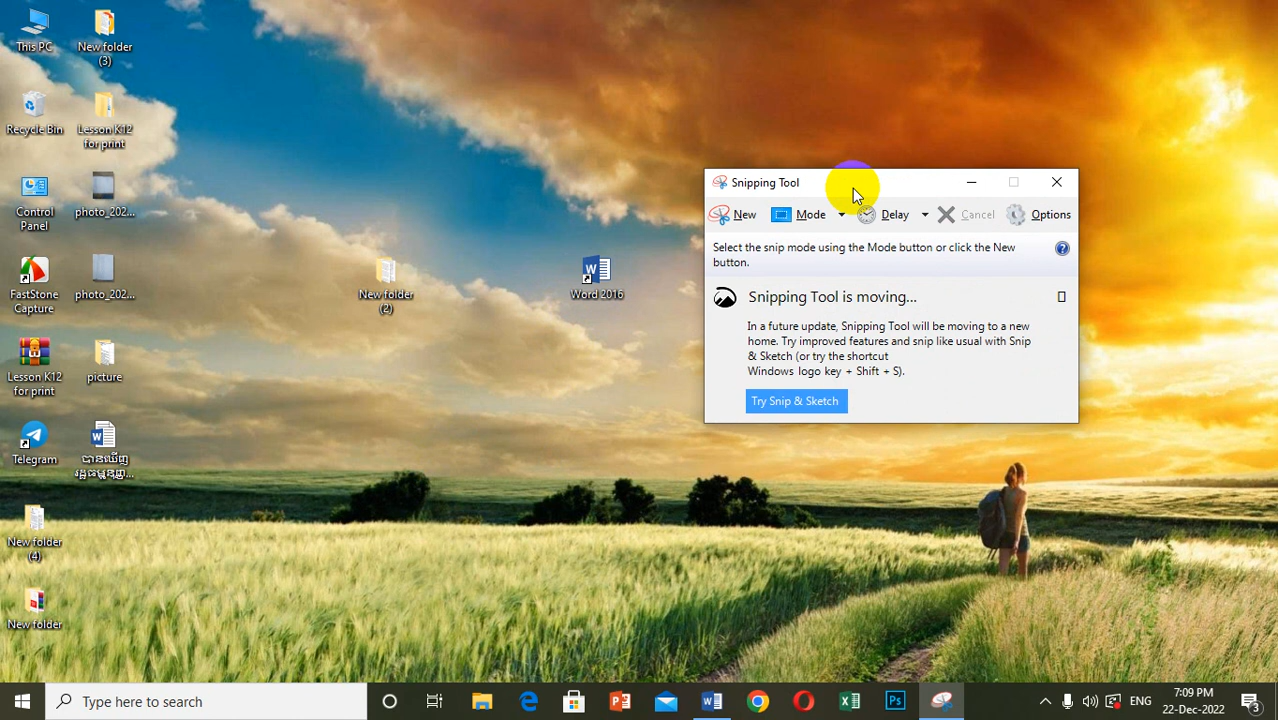 This PC
New folder
(3)
Recycle Bin
Lesson K12
for print
Control
Panel
photo_202...
FastStone
Capture
photo_202...
Lesson K12
for print
picture
Telegram
New folder
(4)
New folder
New folder
(2)
Word 2016
Snipping Tool
New Mode Delay Cancel Options
Select the snip mode using the Mode button or click the New
button.
Snipping Tool is moving...
In a future update, Snipping Tool will be moving to a new
home. Try improved features and snip like usual with Snip
& Sketch (or try the shortcut
Windows logo key + Shift + S).
Try Snip & Sketch
Type here to search
ENG
7:09 PM
22-Dec-2022
3